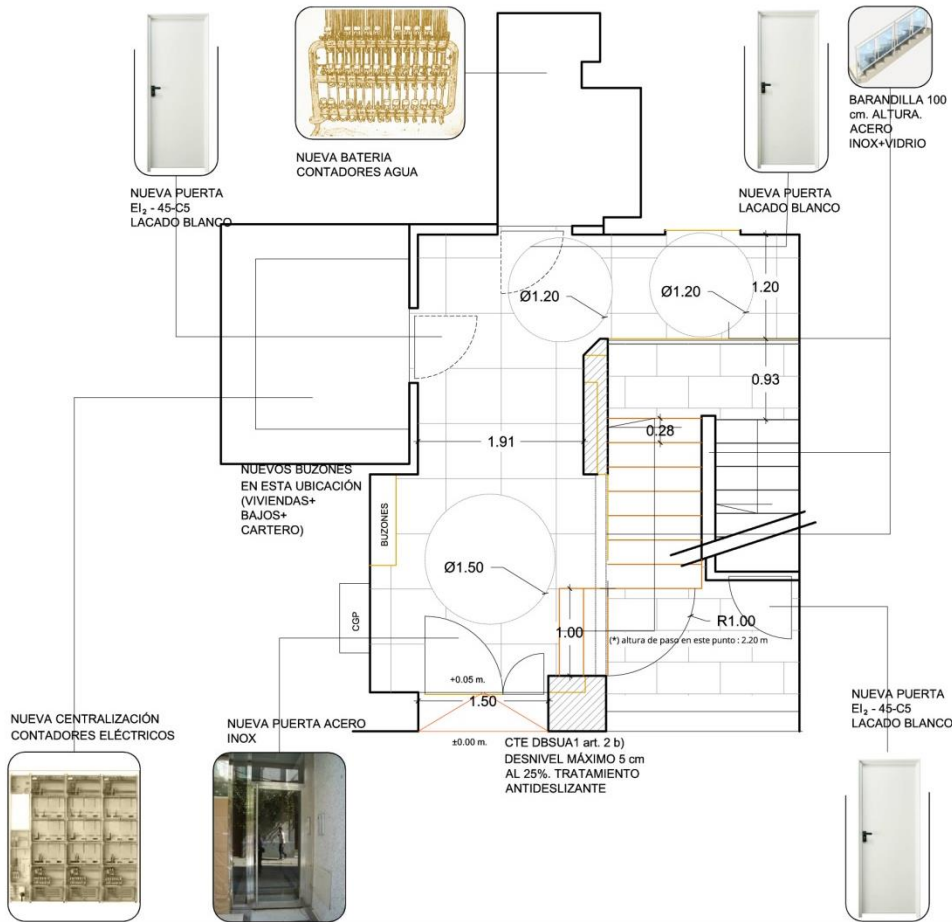 NUEVA PUERTA
EI₂ - 45-C5
LACADO BLANCO
NUEVA BATERIA
CONTADORES AGUA
NUEVA PUERTA
LACADO BLANCO
BARANDILLA 100
cm. ALTURA.
ACERO
INOX+VIDRIO
Ø1.20
Ø1.20
1.20
0.93
0.28
1.91
NUEVOS BUZONES
EN ESTA UBICACIÓN
(VIVIENDAS+
BAJOS+
CARTERO)
BUZONES
Ø1.50
CGP
1.00
R1.00
(*) altura de paso en este punto : 2.20 m
+0.05 m.
1.50
±0.00 m.
NUEVA CENTRALIZACIÓN
CONTADORES ELÉCTRICOS
NUEVA PUERTA ACERO
INOX
CTE DBSUA1 art. 2 b)
DESNIVEL MÁXIMO 5 cm
AL 25%. TRATAMIENTO
ANTIDESLIZANTE
NUEVA PUERTA
EI₂ - 45-C5
LACADO BLANCO